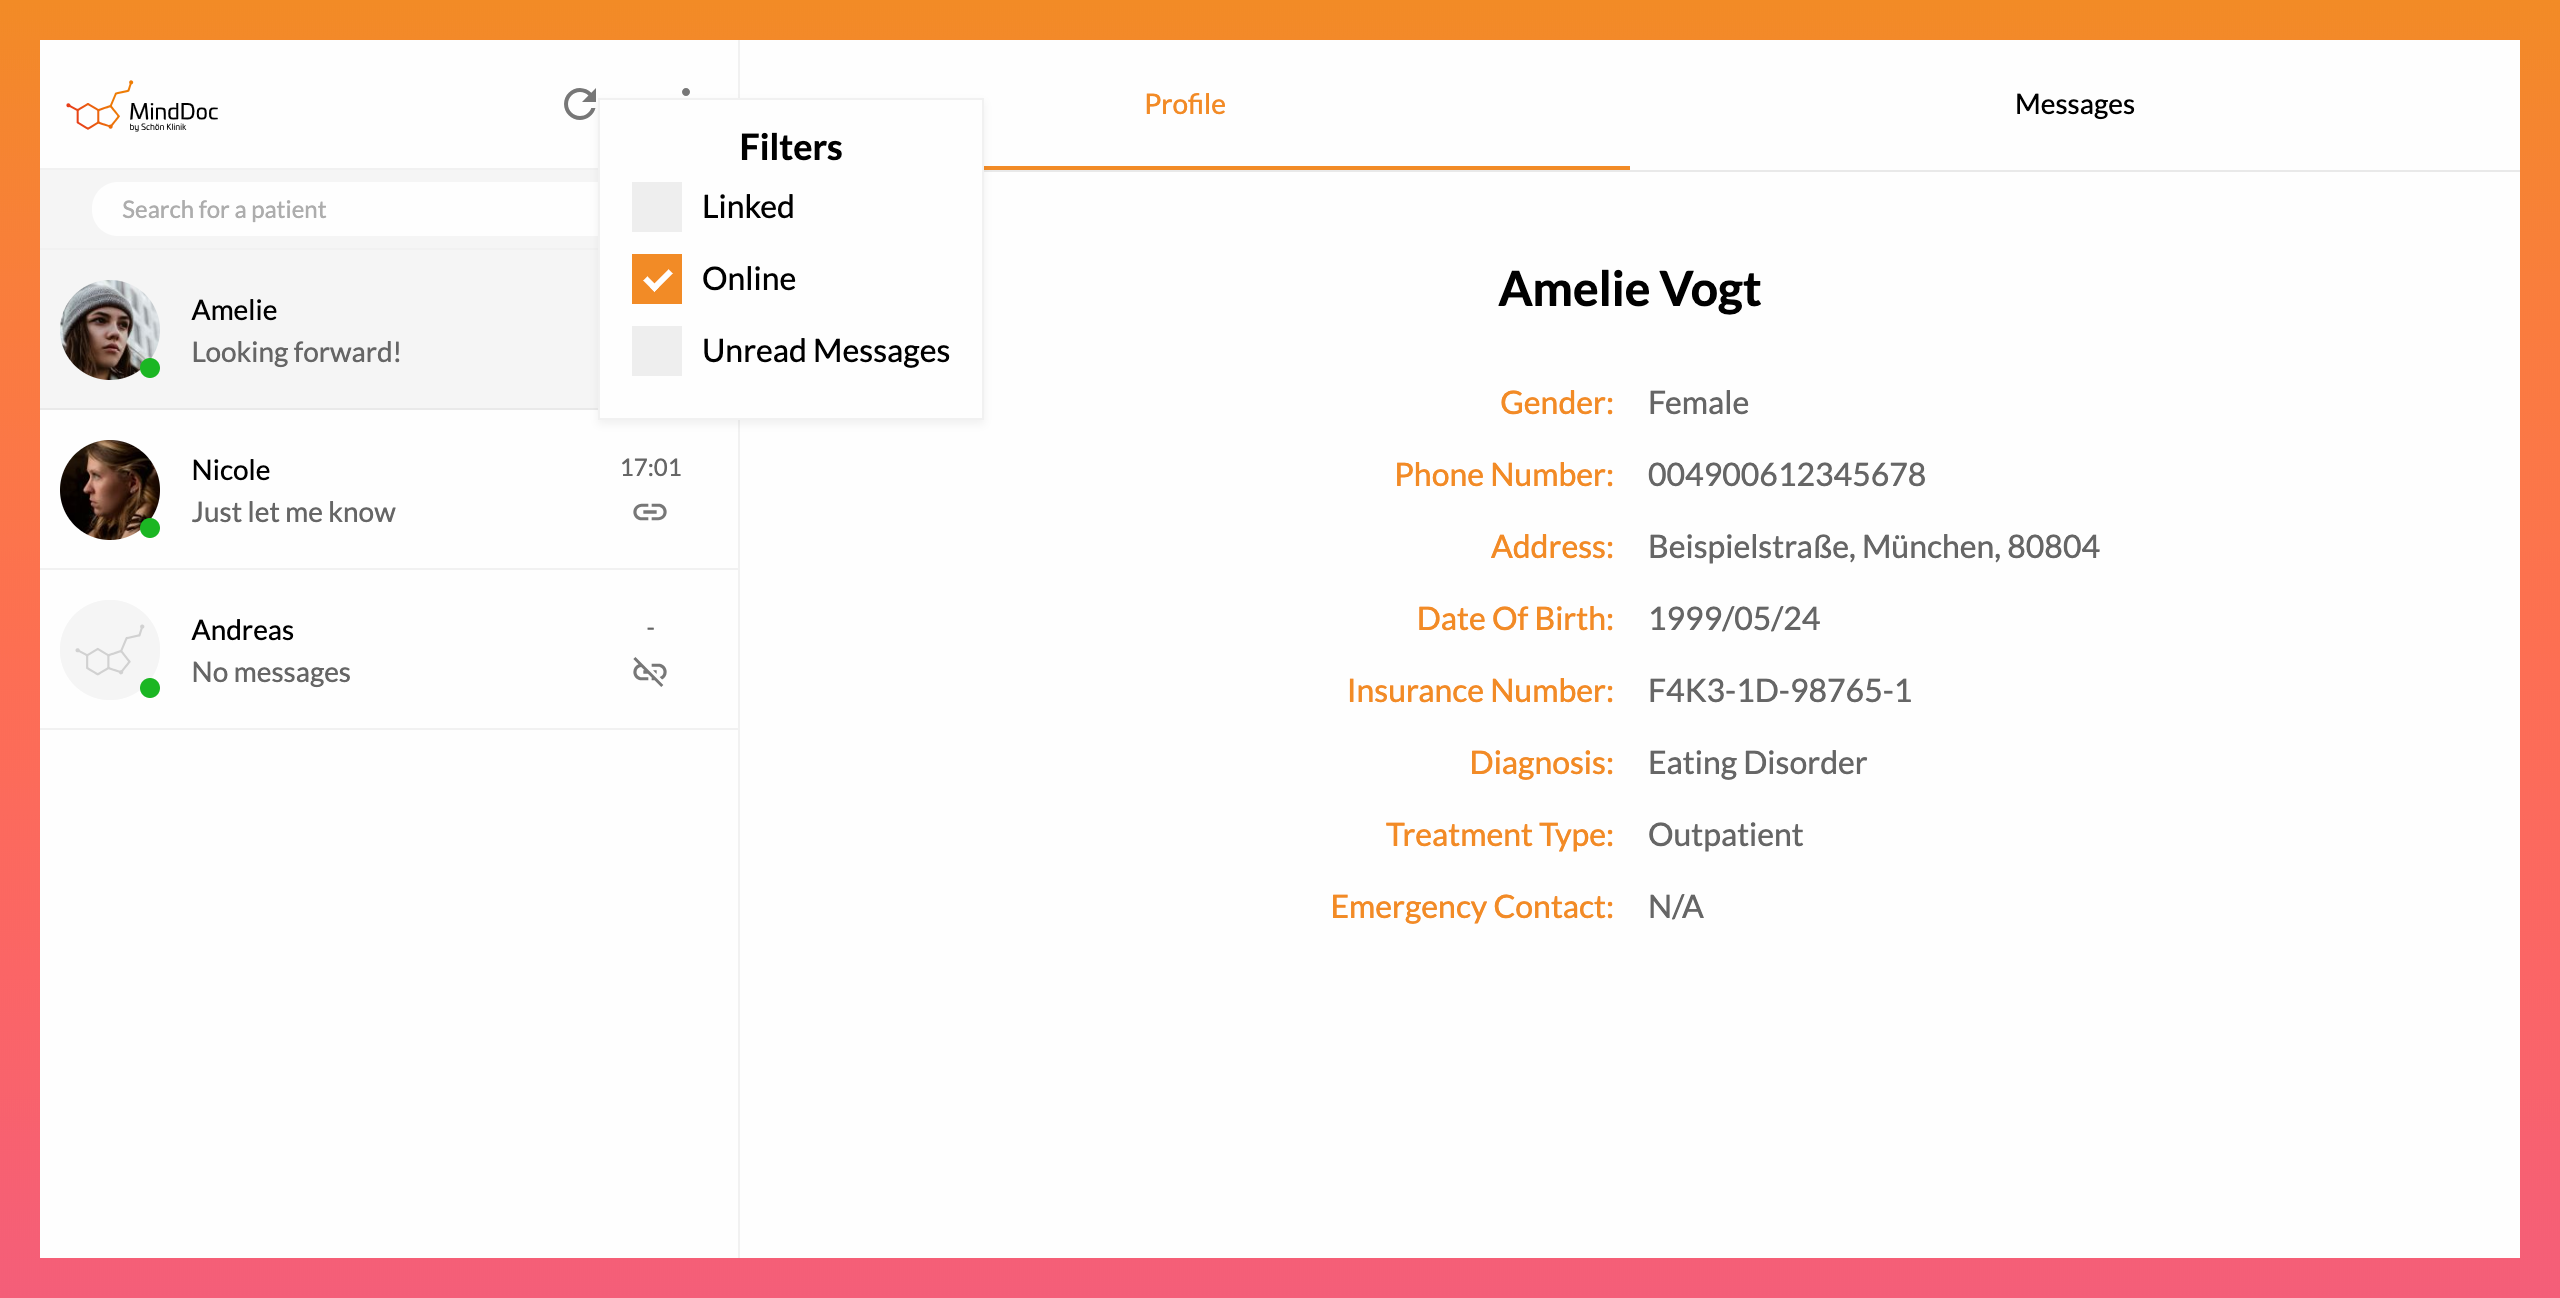 MindDoc
by Schön Klinik
Search for a patient
Amelie
Looking forward!
Nicole
Just let me know
17:01
Andreas
No messages
-
Filters
Linked
Online
Unread Messages
Profile
Messages
Amelie Vogt
Gender: Female
Phone Number: 004900612345678
Address: Beispielstraße, München, 80804
Date Of Birth: 1999/05/24
Insurance Number: F4K3-1D-98765-1
Diagnosis: Eating Disorder
Treatment Type: Outpatient
Emergency Contact: N/A